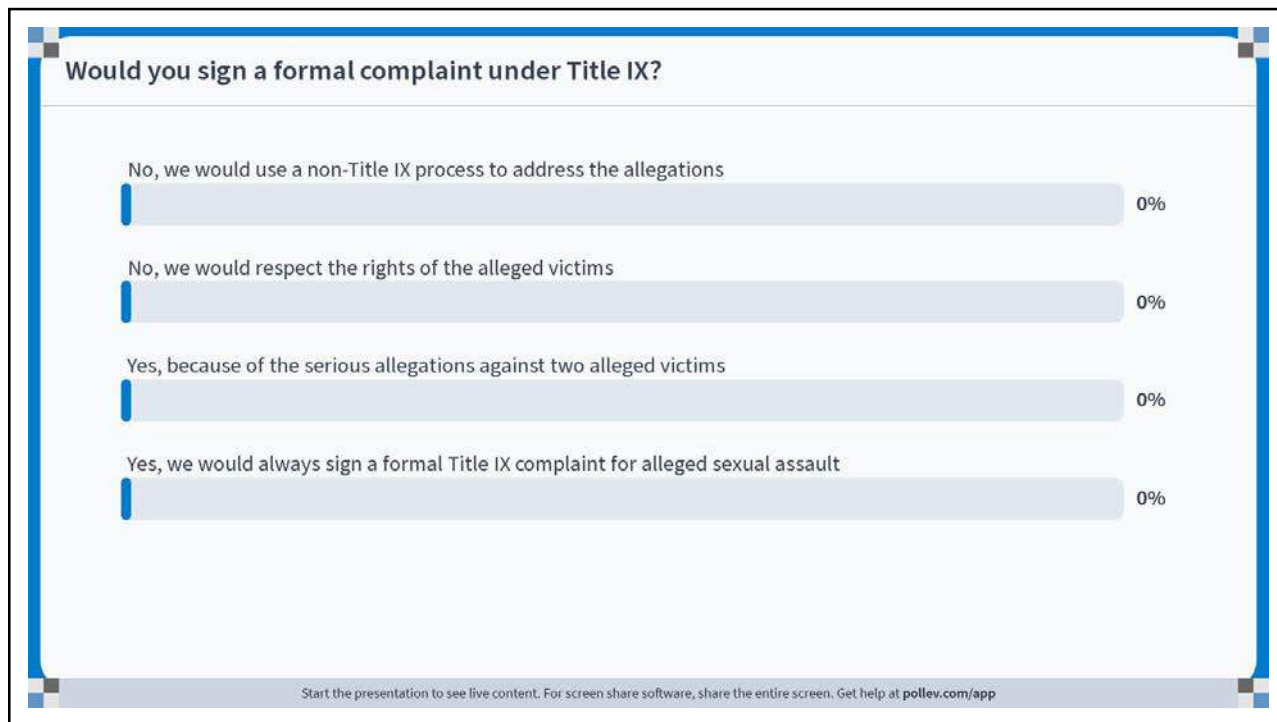 Would you sign a formal complaint under Title IX?
No, we would use a non-Title IX process to address the allegations
0%
No, we would respect the rights of the alleged victims
0%
Yes, because of the serious allegations against two alleged victims
0%
Yes, we would always sign a formal Title IX complaint for alleged sexual assault
0%
Start the presentation to see live content. For screen share software, share the entire screen. Get help at pollev.com/app